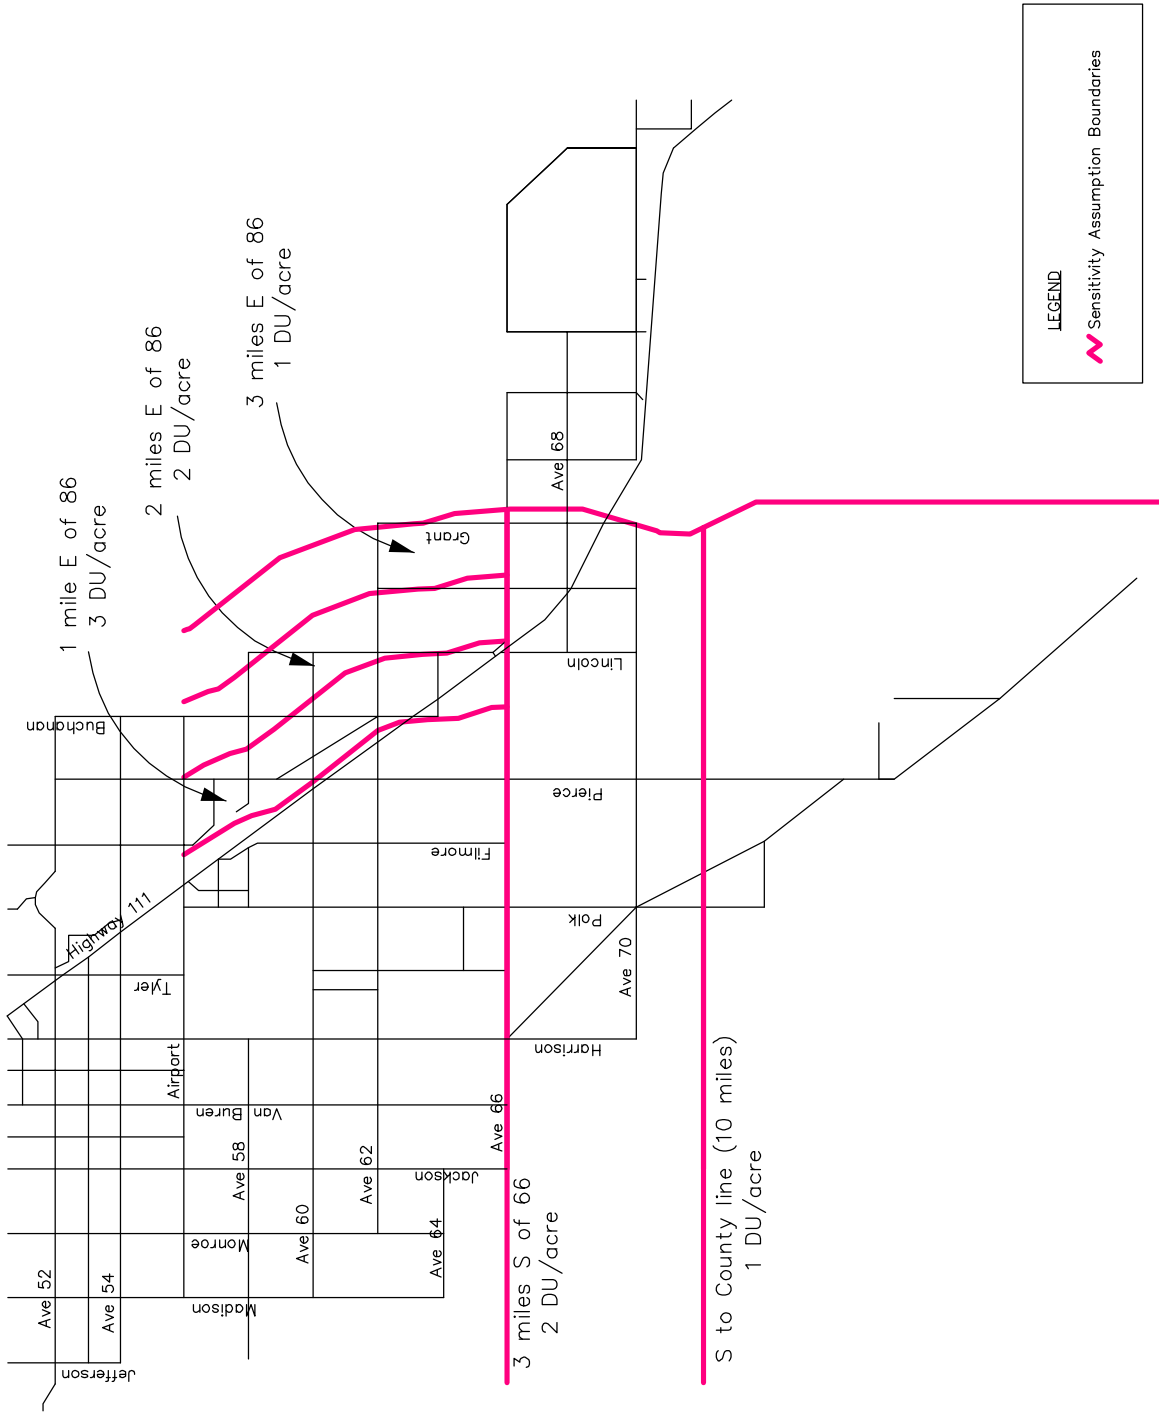 1 mile E of 86
3 DU/acre
2 miles E of 86
2 DU/acre
3 miles E of 86
1 DU/acre
Buchanan
Grant
Ave 68
Lincoln
Pierce
Filmore
Polk
Highway 111
Tyler
Ave 70
Harrison
Airport
Van Buren
Ave 66
Jackson
Ave 58
Ave 62
Monroe
Ave 60
Ave 64
Madison
Ave 52
Ave 54
Jefferson
3 miles S of 66
2 DU/acre
S to County line (10 miles)
1 DU/acre
LEGEND
Sensitivity Assumption Boundaries